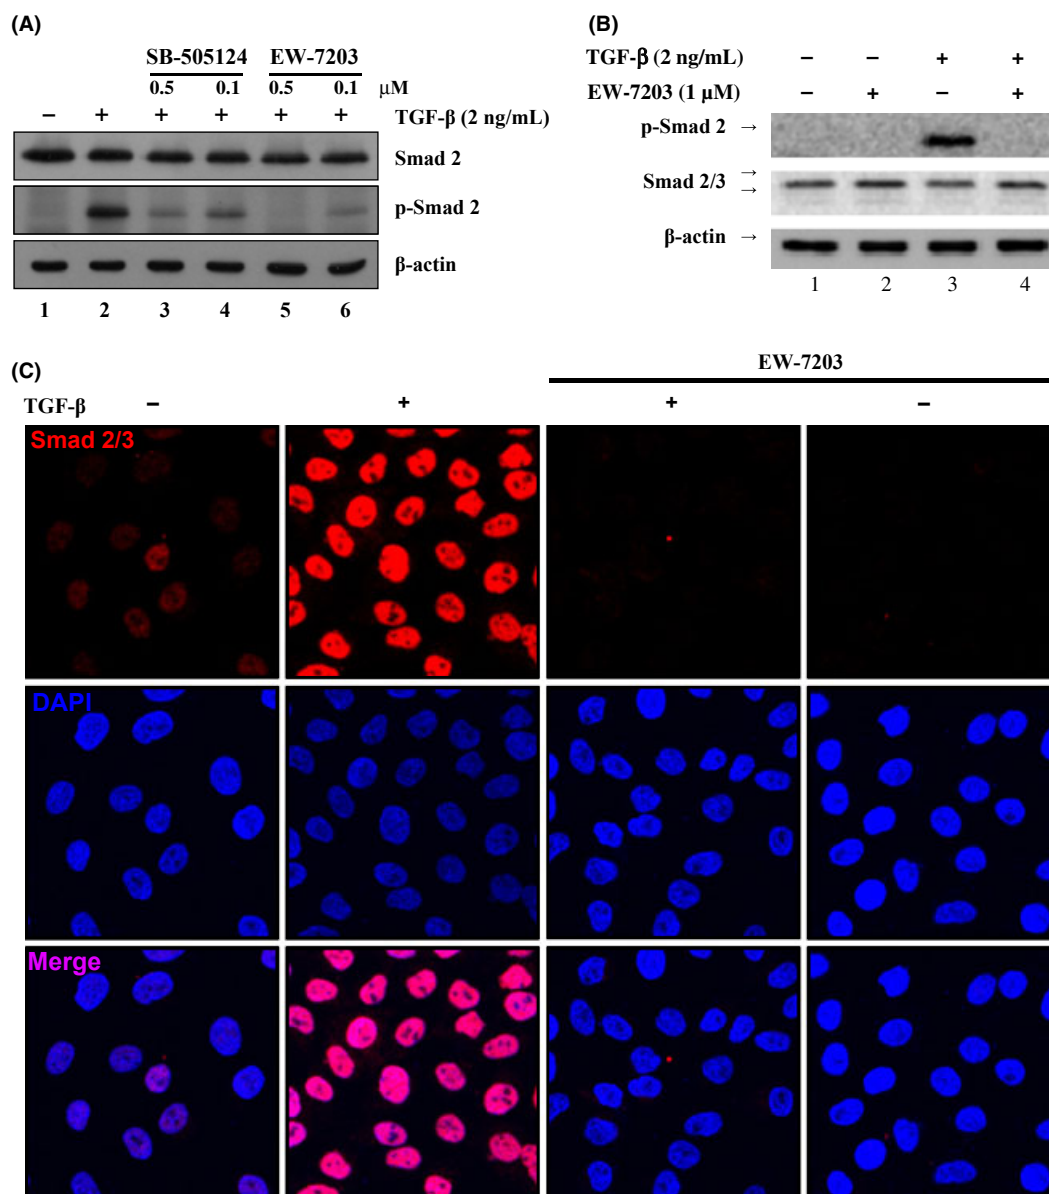 (A)
SB-505124 EW-7203
0.5 0.1 0.5 0.1 μM
− + + + + + TGF-β (2 ng/mL)
Smad 2
p-Smad 2
β-actin
1 2 3 4 5 6
(B)
TGF-β (2 ng/mL) − − + +
EW-7203 (1 μM) − + − +
p-Smad 2 →
Smad 2/3 →
→
β-actin →
1 2 3 4
(C)
EW-7203
TGF-β − + + −
Smad 2/3
DAPI
Merge